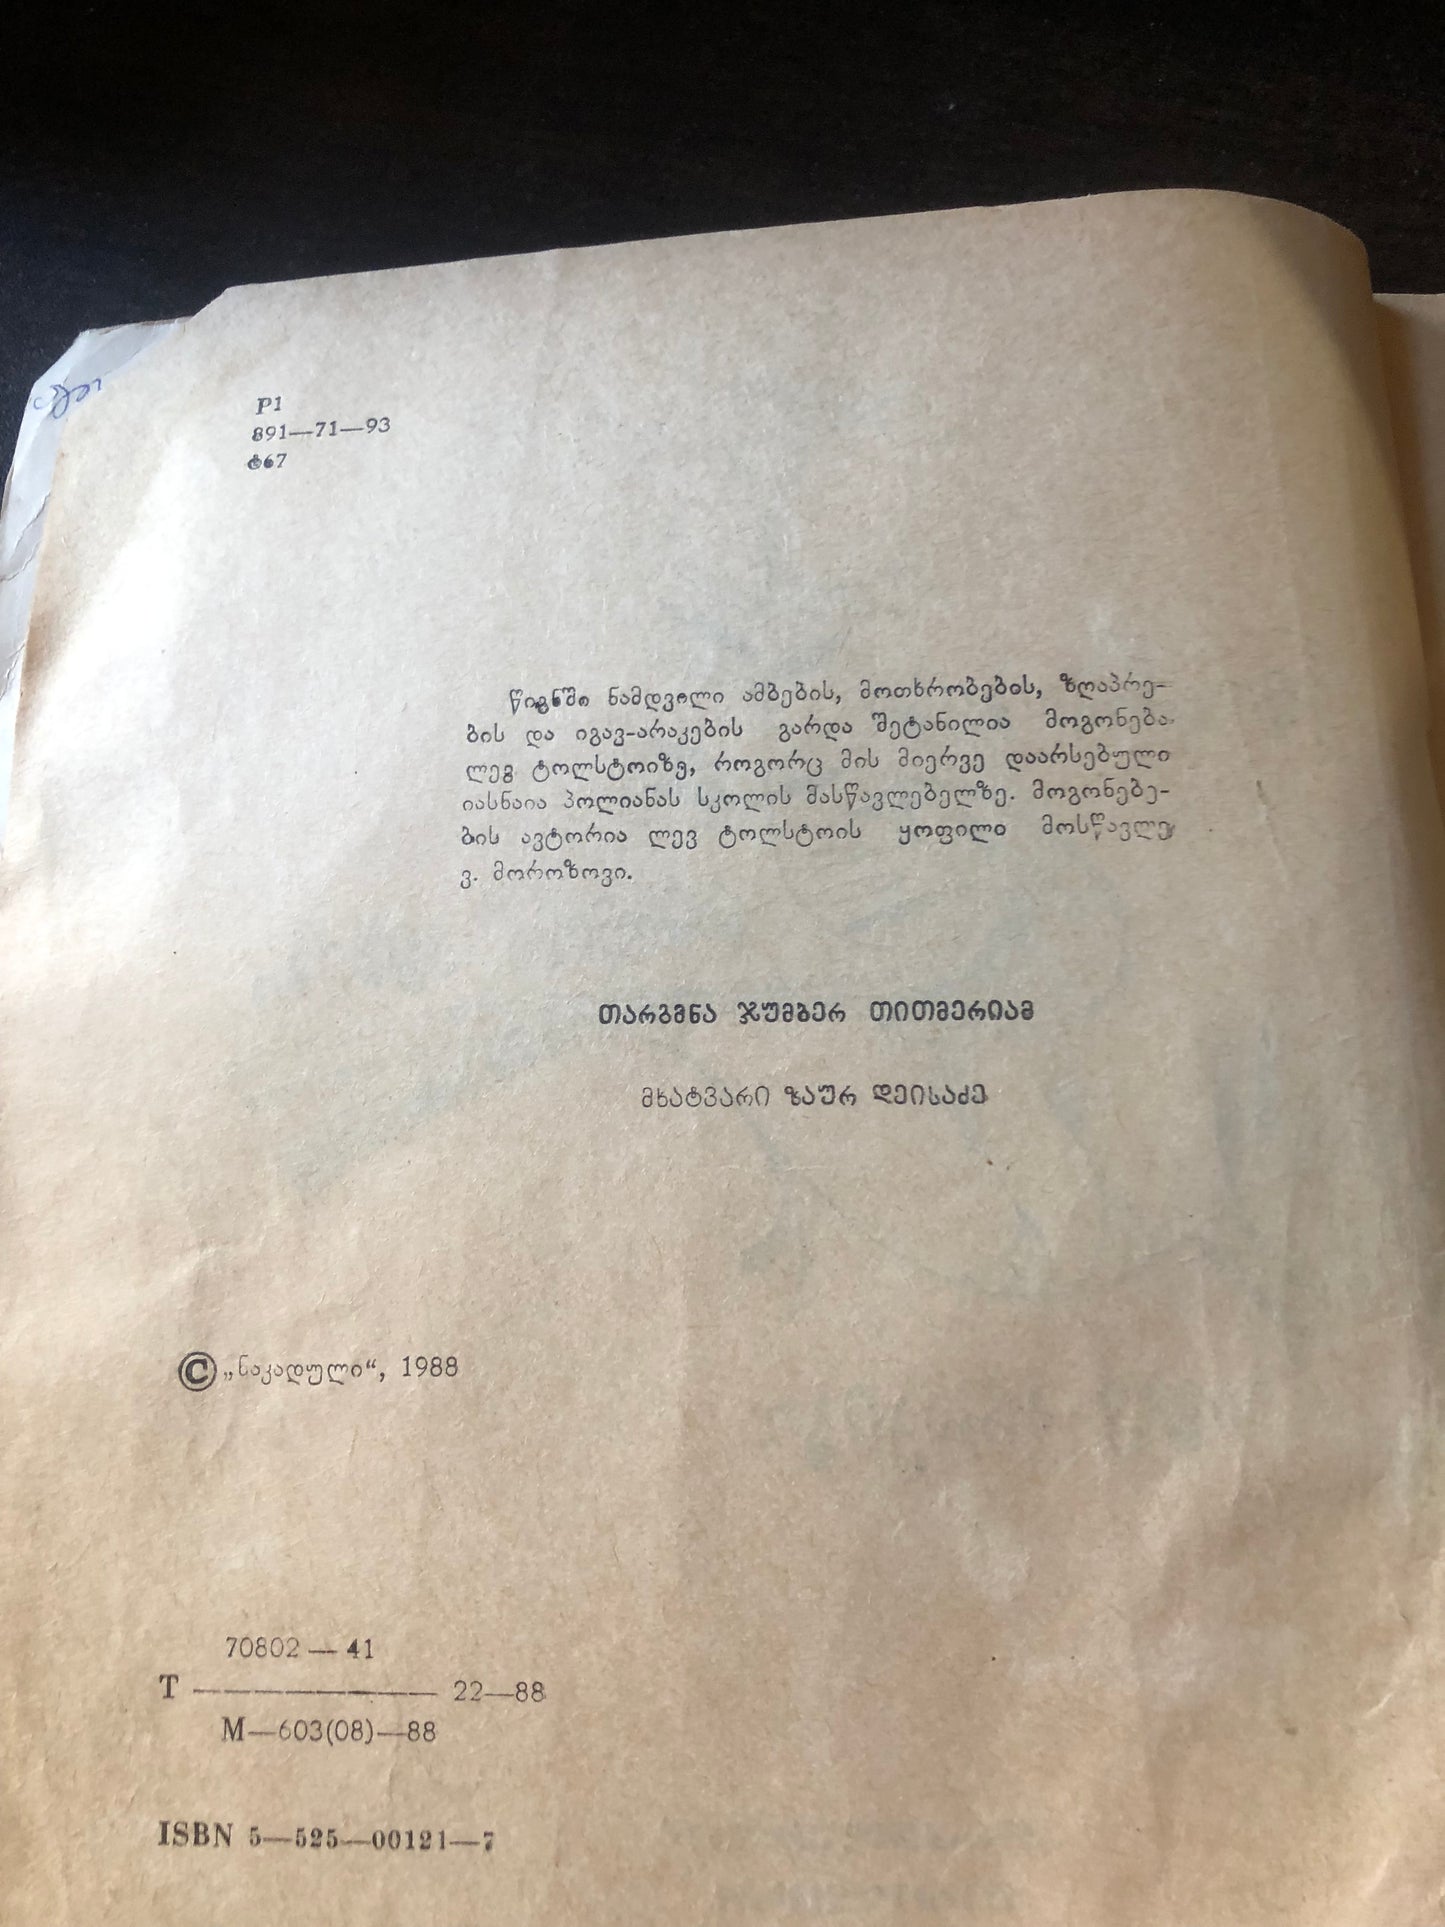 P1
891—71—93
წიგნში ნამდვილი ამბების, მოთხრობების, ზღაპრე-
ბის და იგავ-არაკების გარდა შეტანილია მოგონება
ლევ ტოლსტოიზე, როგორც მის მიერვე დაარსებული
იასნაია პოლიანას სკოლის მასწავლებელზე. მოგონებე-
ბის ავტორია ლევ ტოლსტოის ყოფილი მოსწავლე
ვ. მოროზოვი.
თარგმნა ჯუმბერ თითმერიამ
მხატვარი ზაურ დეისაძე
© „ნაკადული“, 1988
70802 — 41
T ———————— 22—88
M—603(08)—88
ISBN 5—525—00121—7